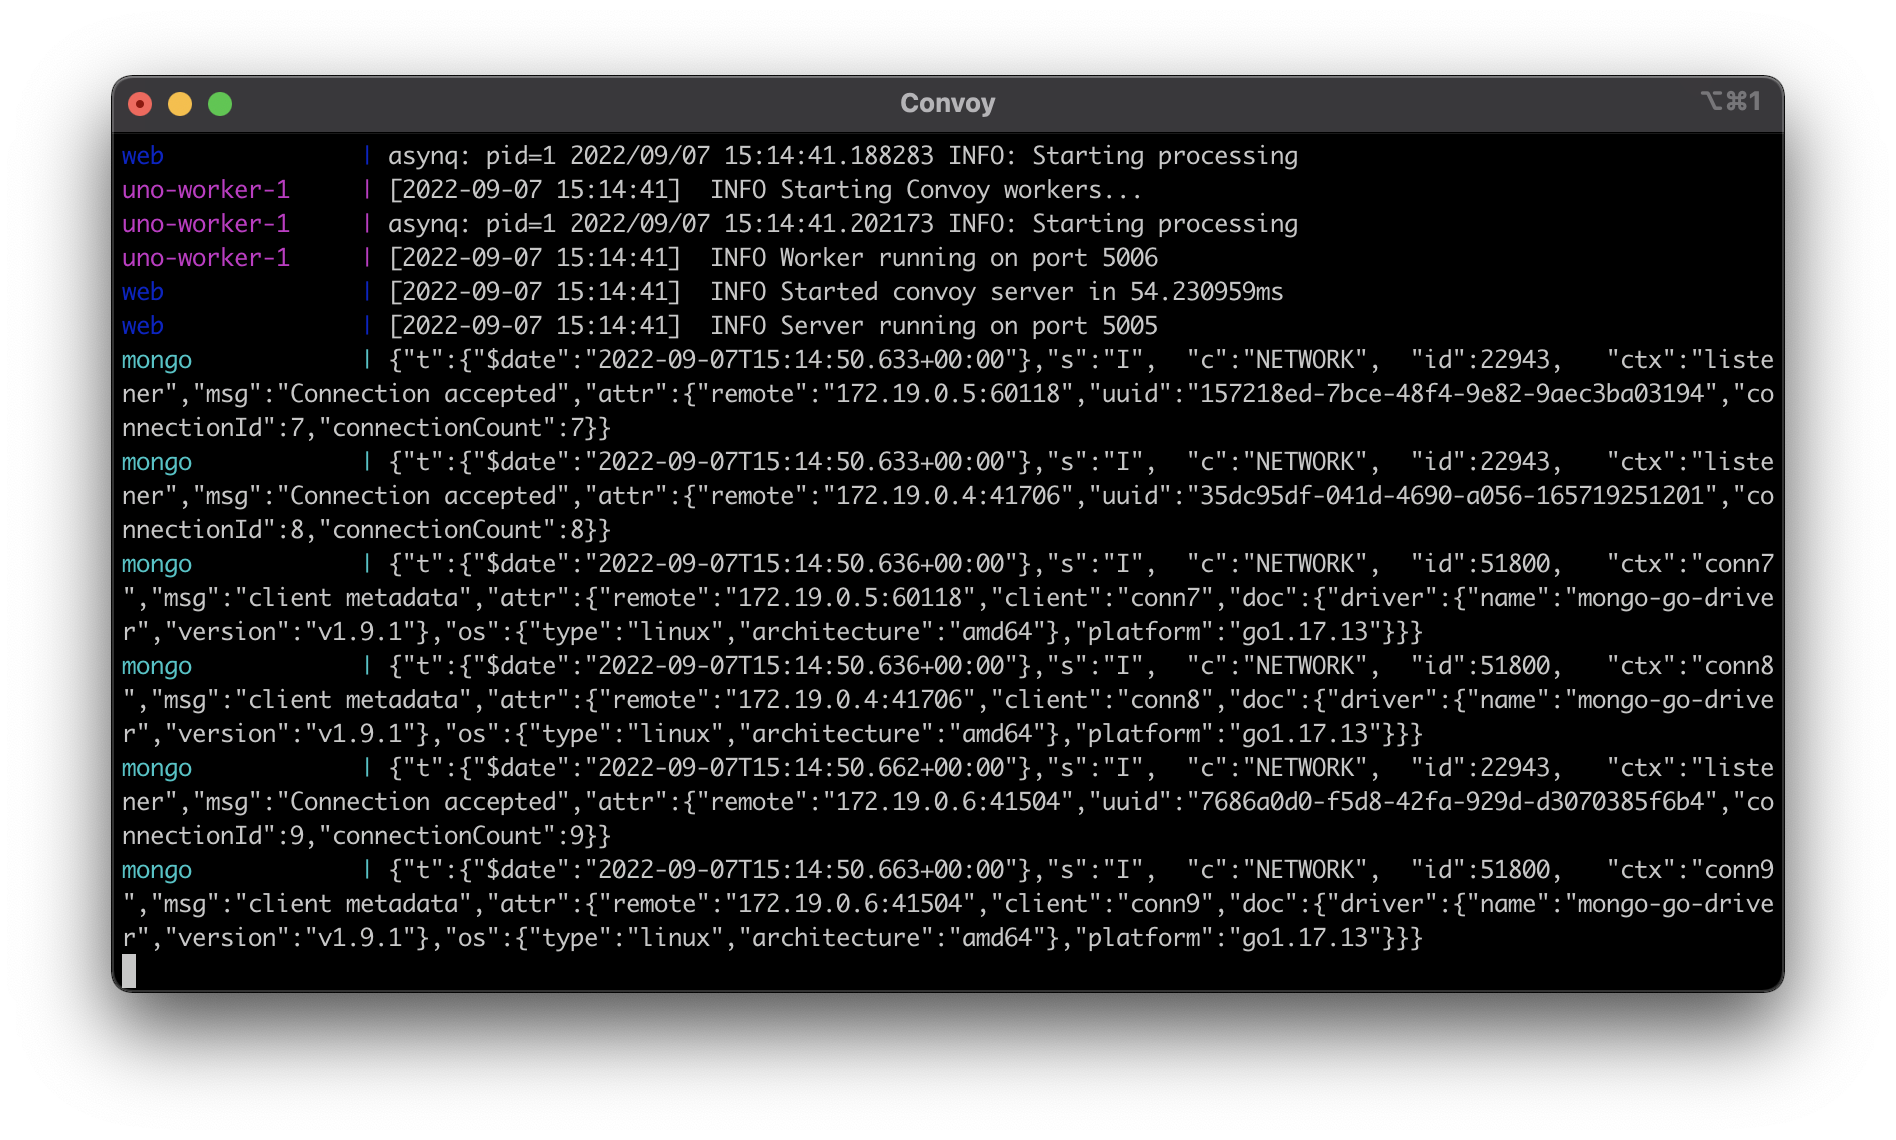 Convoy
⌥⌘1
web | asynq: pid=1 2022/09/07 15:14:41.188283 INFO: Starting processing
uno-worker-1 | [2022-09-07 15:14:41]  INFO Starting Convoy workers...
uno-worker-1 | asynq: pid=1 2022/09/07 15:14:41.202173 INFO: Starting processing
uno-worker-1 | [2022-09-07 15:14:41]  INFO Worker running on port 5006
web | [2022-09-07 15:14:41]  INFO Started convoy server in 54.230959ms
web | [2022-09-07 15:14:41]  INFO Server running on port 5005
mongo | {"t":{"$date":"2022-09-07T15:14:50.633+00:00"},"s":"I",  "c":"NETWORK",  "id":22943,   "ctx":"liste
ner","msg":"Connection accepted","attr":{"remote":"172.19.0.5:60118","uuid":"157218ed-7bce-48f4-9e82-9aec3ba03194","co
nnectionId":7,"connectionCount":7}}
mongo | {"t":{"$date":"2022-09-07T15:14:50.633+00:00"},"s":"I",  "c":"NETWORK",  "id":22943,   "ctx":"liste
ner","msg":"Connection accepted","attr":{"remote":"172.19.0.4:41706","uuid":"35dc95df-041d-4690-a056-165719251201","co
nnectionId":8,"connectionCount":8}}
mongo | {"t":{"$date":"2022-09-07T15:14:50.636+00:00"},"s":"I",  "c":"NETWORK",  "id":51800,   "ctx":"conn7
","msg":"client metadata","attr":{"remote":"172.19.0.5:60118","client":"conn7","doc":{"driver":{"name":"mongo-go-drive
r","version":"v1.9.1"},"os":{"type":"linux","architecture":"amd64"},"platform":"go1.17.13"}}}
mongo | {"t":{"$date":"2022-09-07T15:14:50.636+00:00"},"s":"I",  "c":"NETWORK",  "id":51800,   "ctx":"conn8
","msg":"client metadata","attr":{"remote":"172.19.0.4:41706","client":"conn8","doc":{"driver":{"name":"mongo-go-drive
r","version":"v1.9.1"},"os":{"type":"linux","architecture":"amd64"},"platform":"go1.17.13"}}}
mongo | {"t":{"$date":"2022-09-07T15:14:50.662+00:00"},"s":"I",  "c":"NETWORK",  "id":22943,   "ctx":"liste
ner","msg":"Connection accepted","attr":{"remote":"172.19.0.6:41504","uuid":"7686a0d0-f5d8-42fa-929d-d3070385f6b4","co
nnectionId":9,"connectionCount":9}}
mongo | {"t":{"$date":"2022-09-07T15:14:50.663+00:00"},"s":"I",  "c":"NETWORK",  "id":51800,   "ctx":"conn9
","msg":"client metadata","attr":{"remote":"172.19.0.6:41504","client":"conn9","doc":{"driver":{"name":"mongo-go-drive
r","version":"v1.9.1"},"os":{"type":"linux","architecture":"amd64"},"platform":"go1.17.13"}}}